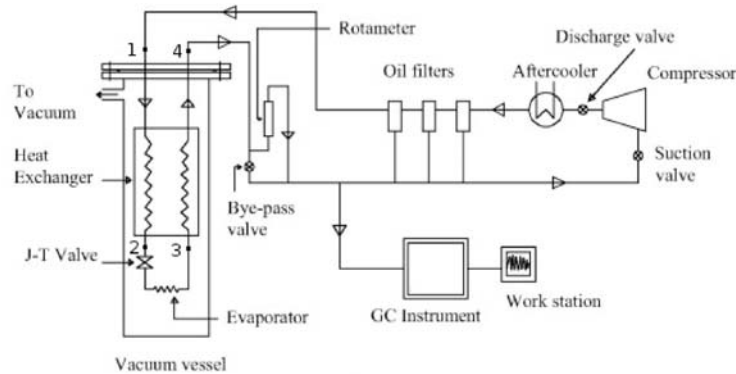 1
4
Rotameter
Discharge valve
Oil filters
Aftercooler
Compressor
To
Vacuum
Heat
Exchanger
Suction
valve
Bye-pass
valve
2
3
J-T Valve
Evaporator
GC Instrument
Work station
Vacuum vessel